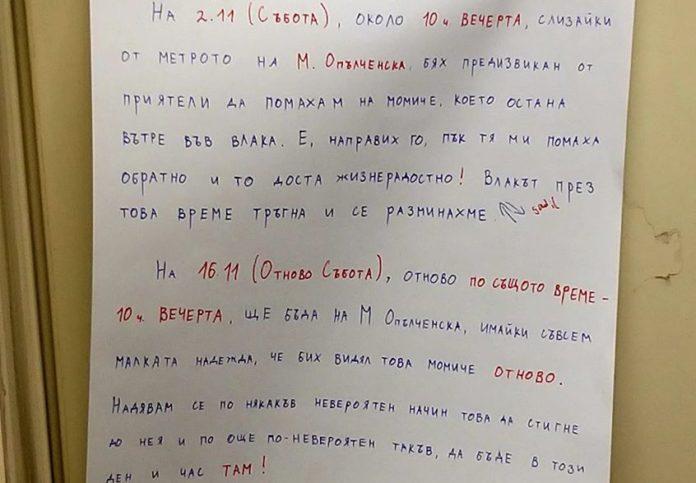 На 2.11 (Събота), около 10 ч. вечерта, слизайки
от метрото на М. Опълченска, бях предизвикан от
приятели да помахам на момиче, което остана
вътре във влака. Е, направих го, пък тя ми помаха
обратно и то доста жизнерадостно! Влакът през
това време тръгна и се разминахме.
На 16.11 (Отново Събота), отново по същото време -
10 ч. вечерта, ще бъда на М Опълченска, имайки съвсем
малката надежда, че бих видял това момиче отново.
Надявам се по някакъв невероятен начин това да стигне
до нея и по още по-невероятен такъв, да бъде в този
ден и час там!